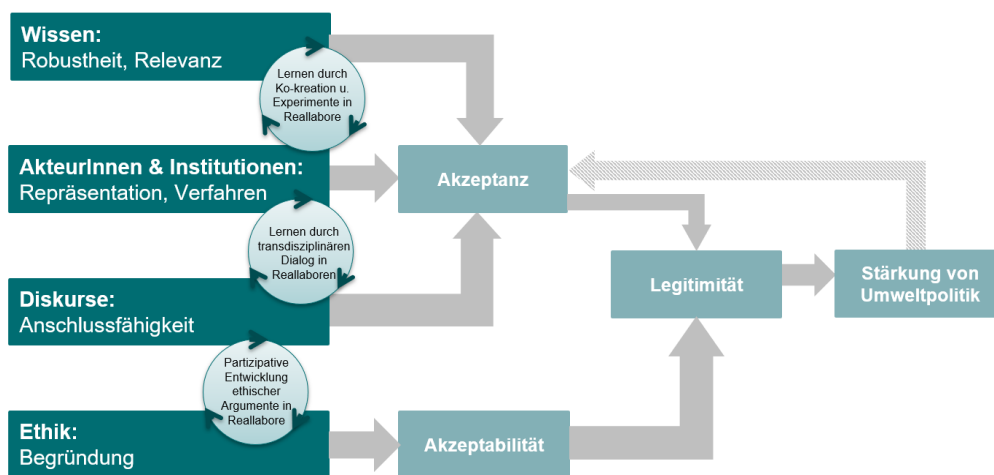 Wissen:
Robustheit, Relevanz
Lernen durch
Ko-kreation u.
Experimente in
Reallabore
AkteurInnen & Institutionen:
Repräsentation, Verfahren
Akzeptanz
Lernen durch
transdisziplinären
Dialog in
Reallaboren
Diskurse:
Anschlussfähigkeit
Legitimität
Stärkung von
Umweltpolitik
Partizipative
Entwicklung
ethischer
Argumente in
Reallabore
Ethik:
Begründung
Akzeptabilität